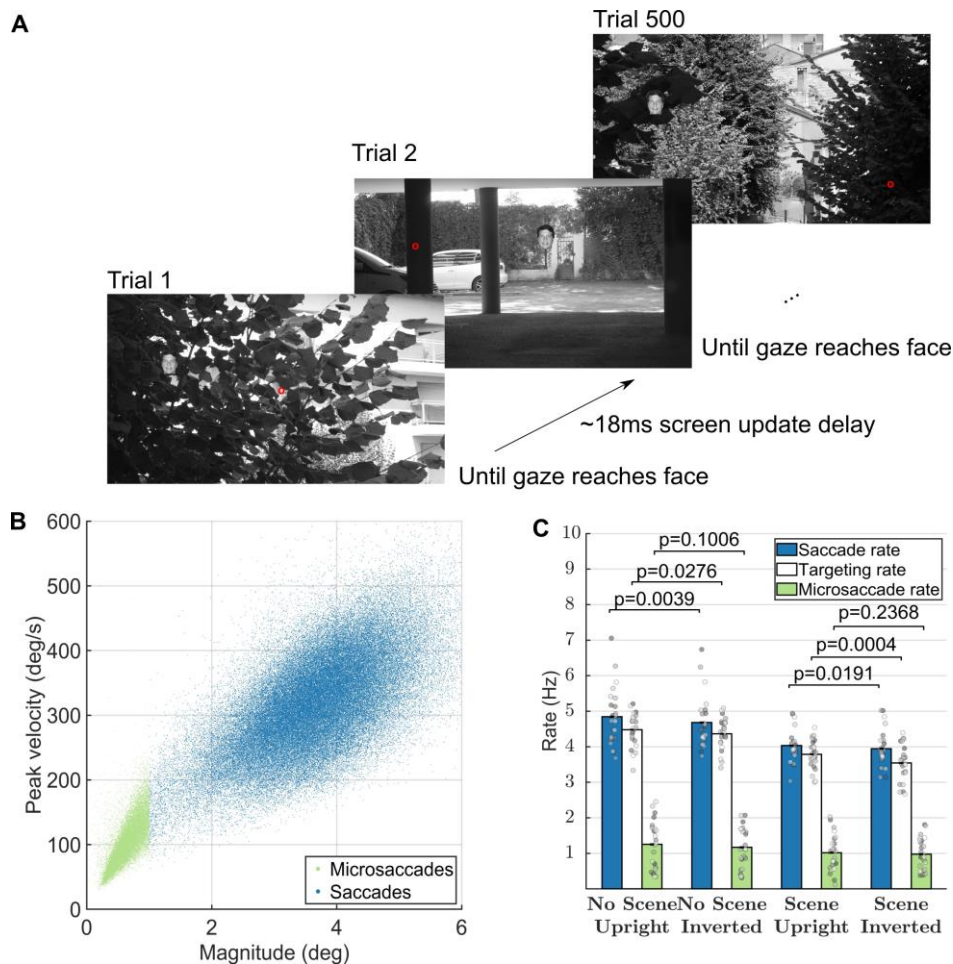 A
Trial 500
Trial 2
Trial 1
Until gaze reaches face
...
Until gaze reaches face
~18ms screen update delay
B
Peak velocity (deg/s)
600
500
400
300
200
100
0
0 2 4 6
Magnitude (deg)
Microsaccades
Saccades
C
Rate (Hz)
10
9
8
7
6
5
4
3
2
1
Saccade rate
Targeting rate
Microsaccade rate
p=0.1006
p=0.0276
p=0.0039
p=0.2368
p=0.0004
p=0.0191
No Scene No Scene Scene Scene
Upright Inverted Upright Inverted